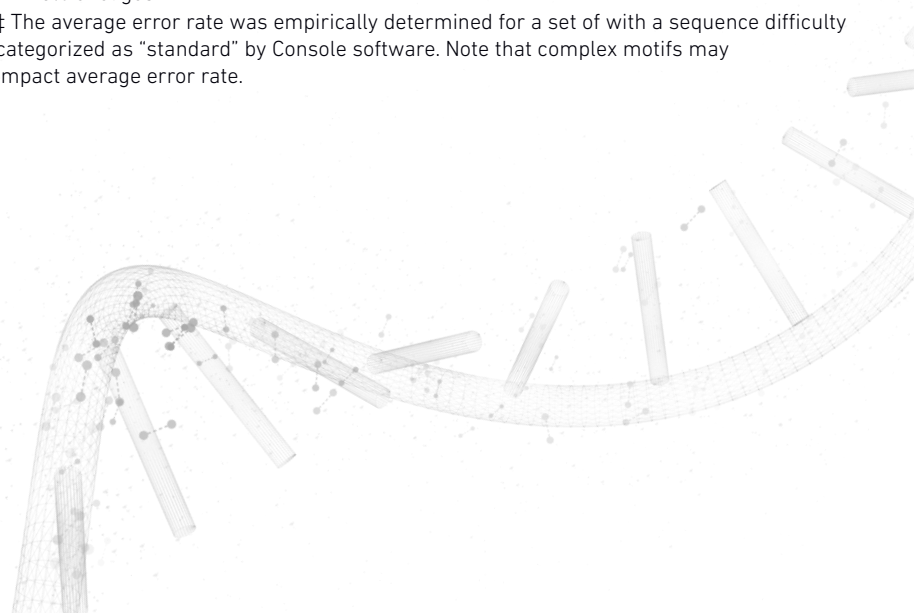 ‡ The average error rate was empirically determined for a set of with a sequence difficulty
categorized as “standard” by Console software. Note that complex motifs may
impact average error rate.